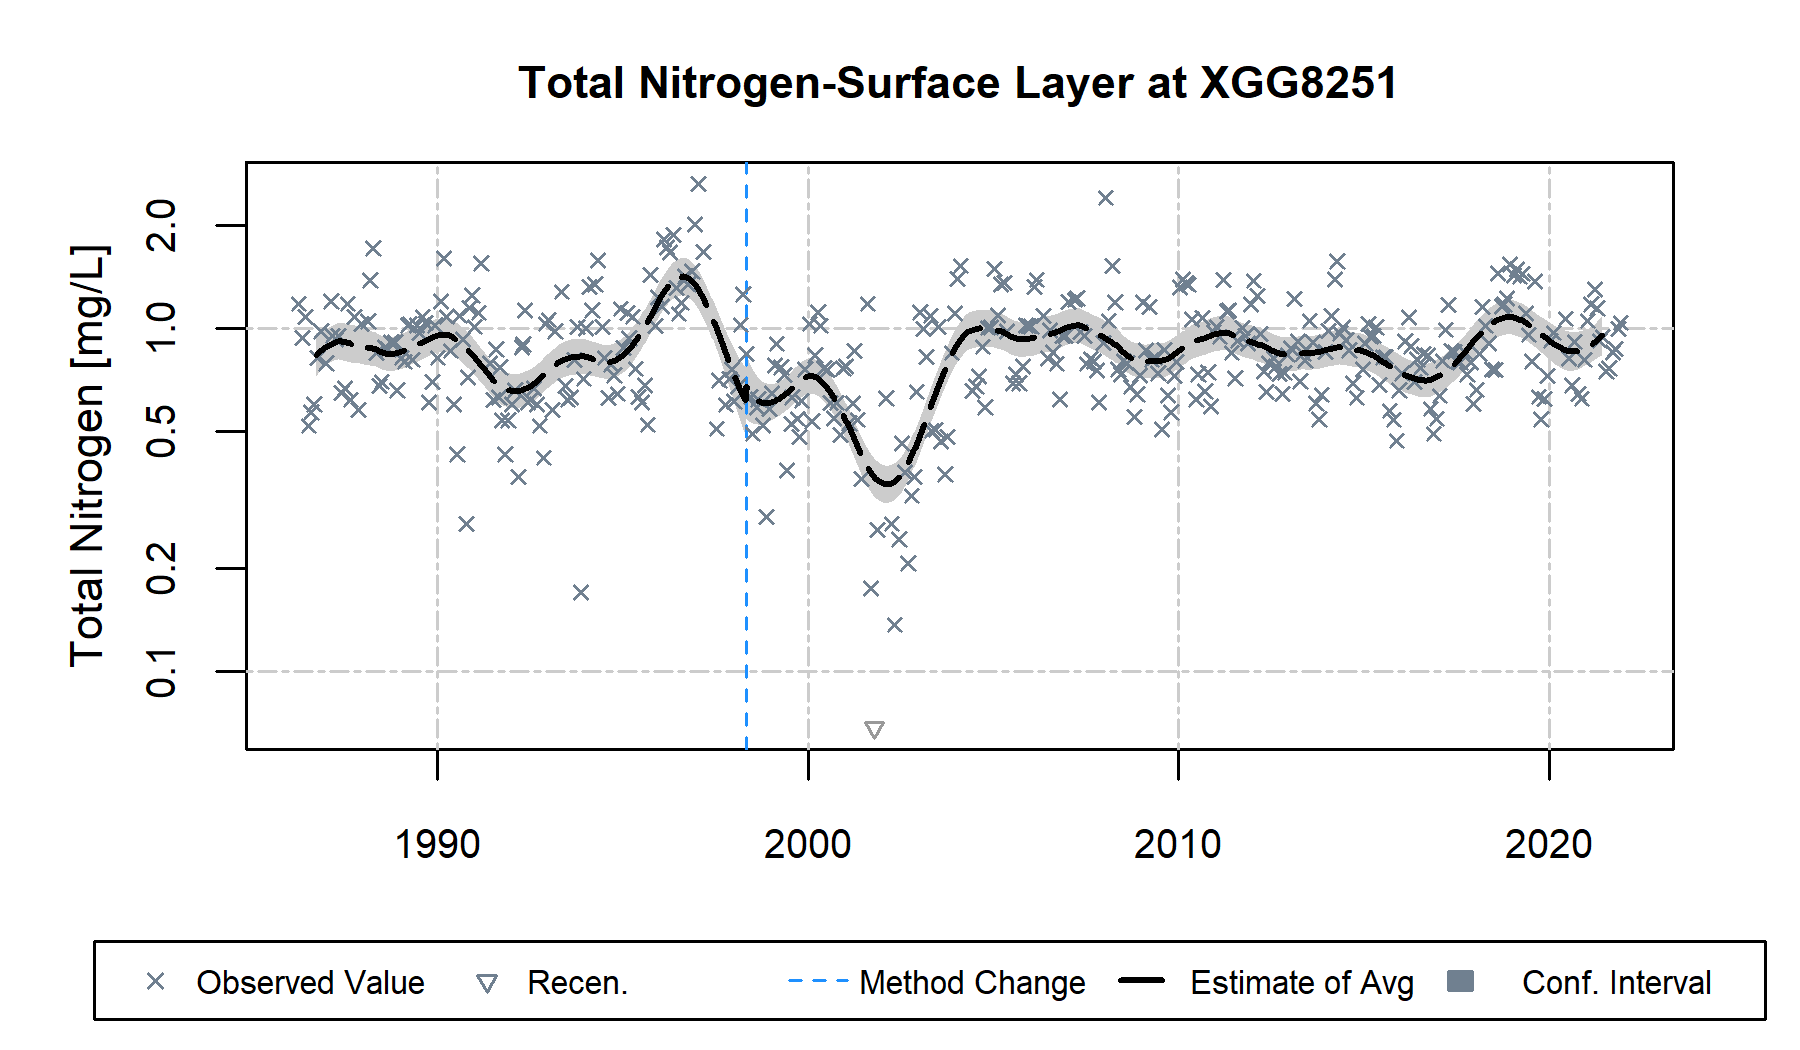 Total Nitrogen-Surface Layer at XGG8251
Total Nitrogen [mg/L]
2.0
1.0
0.5
0.2
0.1
1990 2000 2010 2020
Observed Value Recen. Method Change Estimate of Avg Conf. Interval